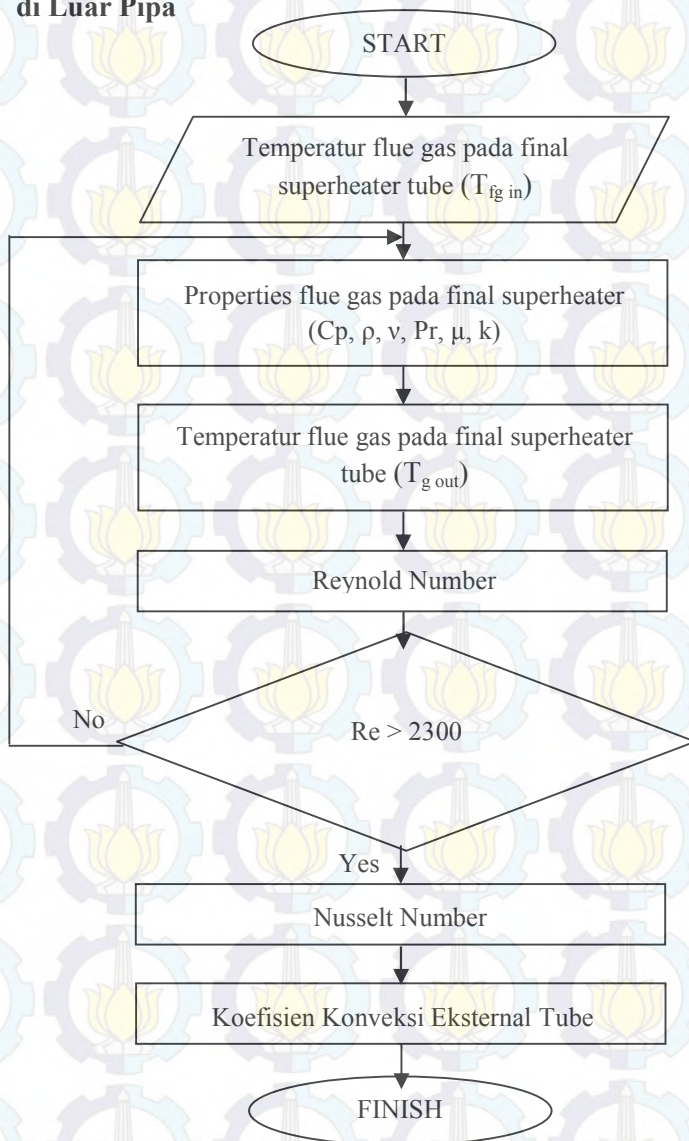 di Luar Pipa
START
Temperatur flue gas pada final
superheater tube (T_fg in)
Properties flue gas pada final superheater
(Cp, ρ, ν, Pr, μ, k)
Temperatur flue gas pada final superheater
tube (T_g out)
Reynold Number
Re > 2300
No
Yes
Nusselt Number
Koefisien Konveksi Eksternal Tube
FINISH